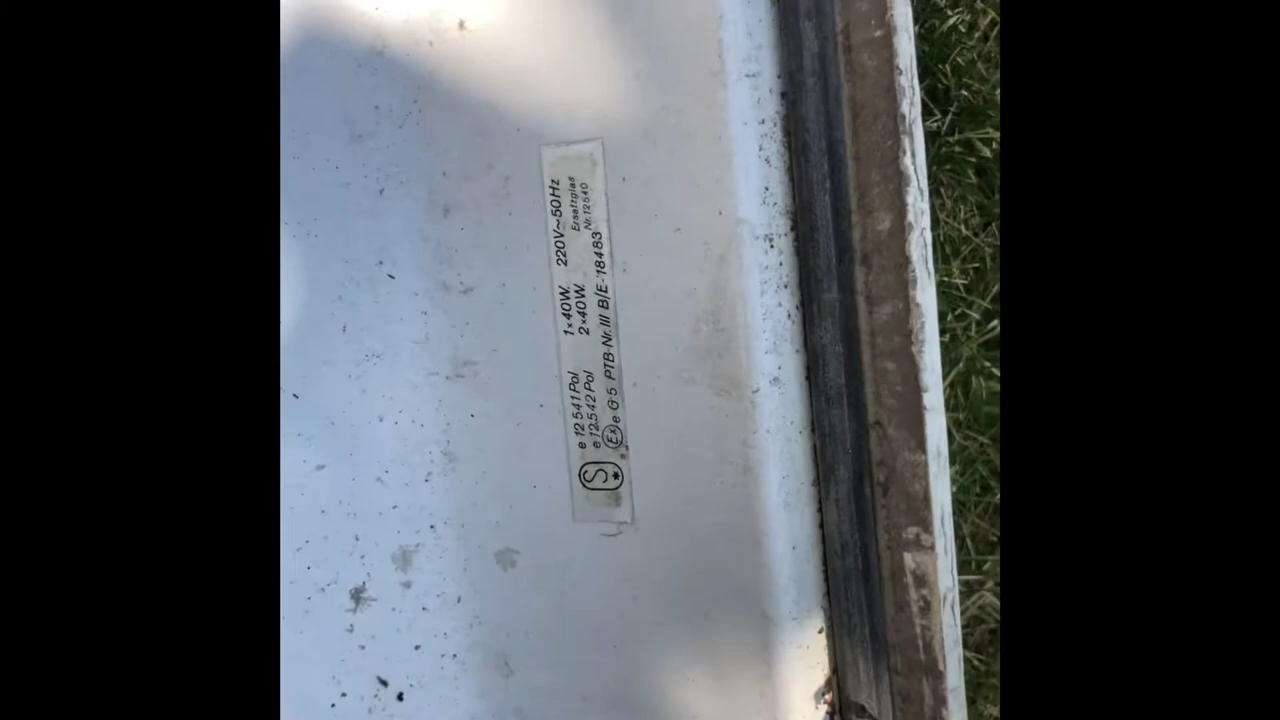 e 12 541 Pol 1×40W. 220V~50Hz
e 12.542 Pol 2×40W. Ersatzglas Nr. 12540
S Ex e G 5 PTB-Nr. III B/E-18483